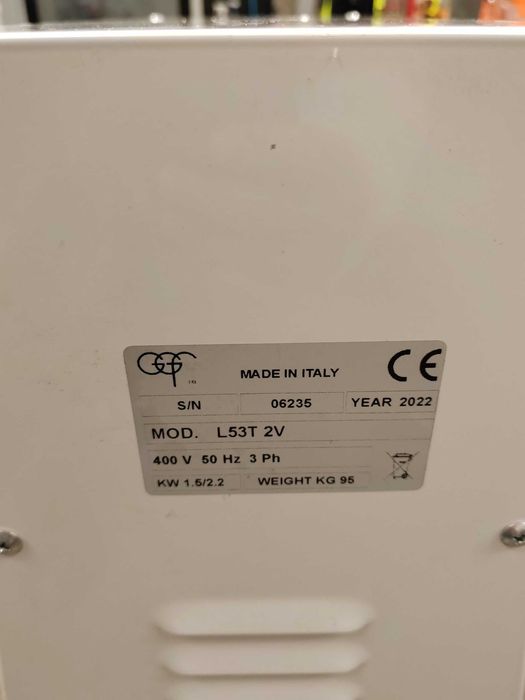 MADE IN ITALY
CE
S/N 06235 YEAR 2022
MOD. L53T 2V
400 V 50 Hz 3 Ph
KW 1.5/2.2 WEIGHT KG 95